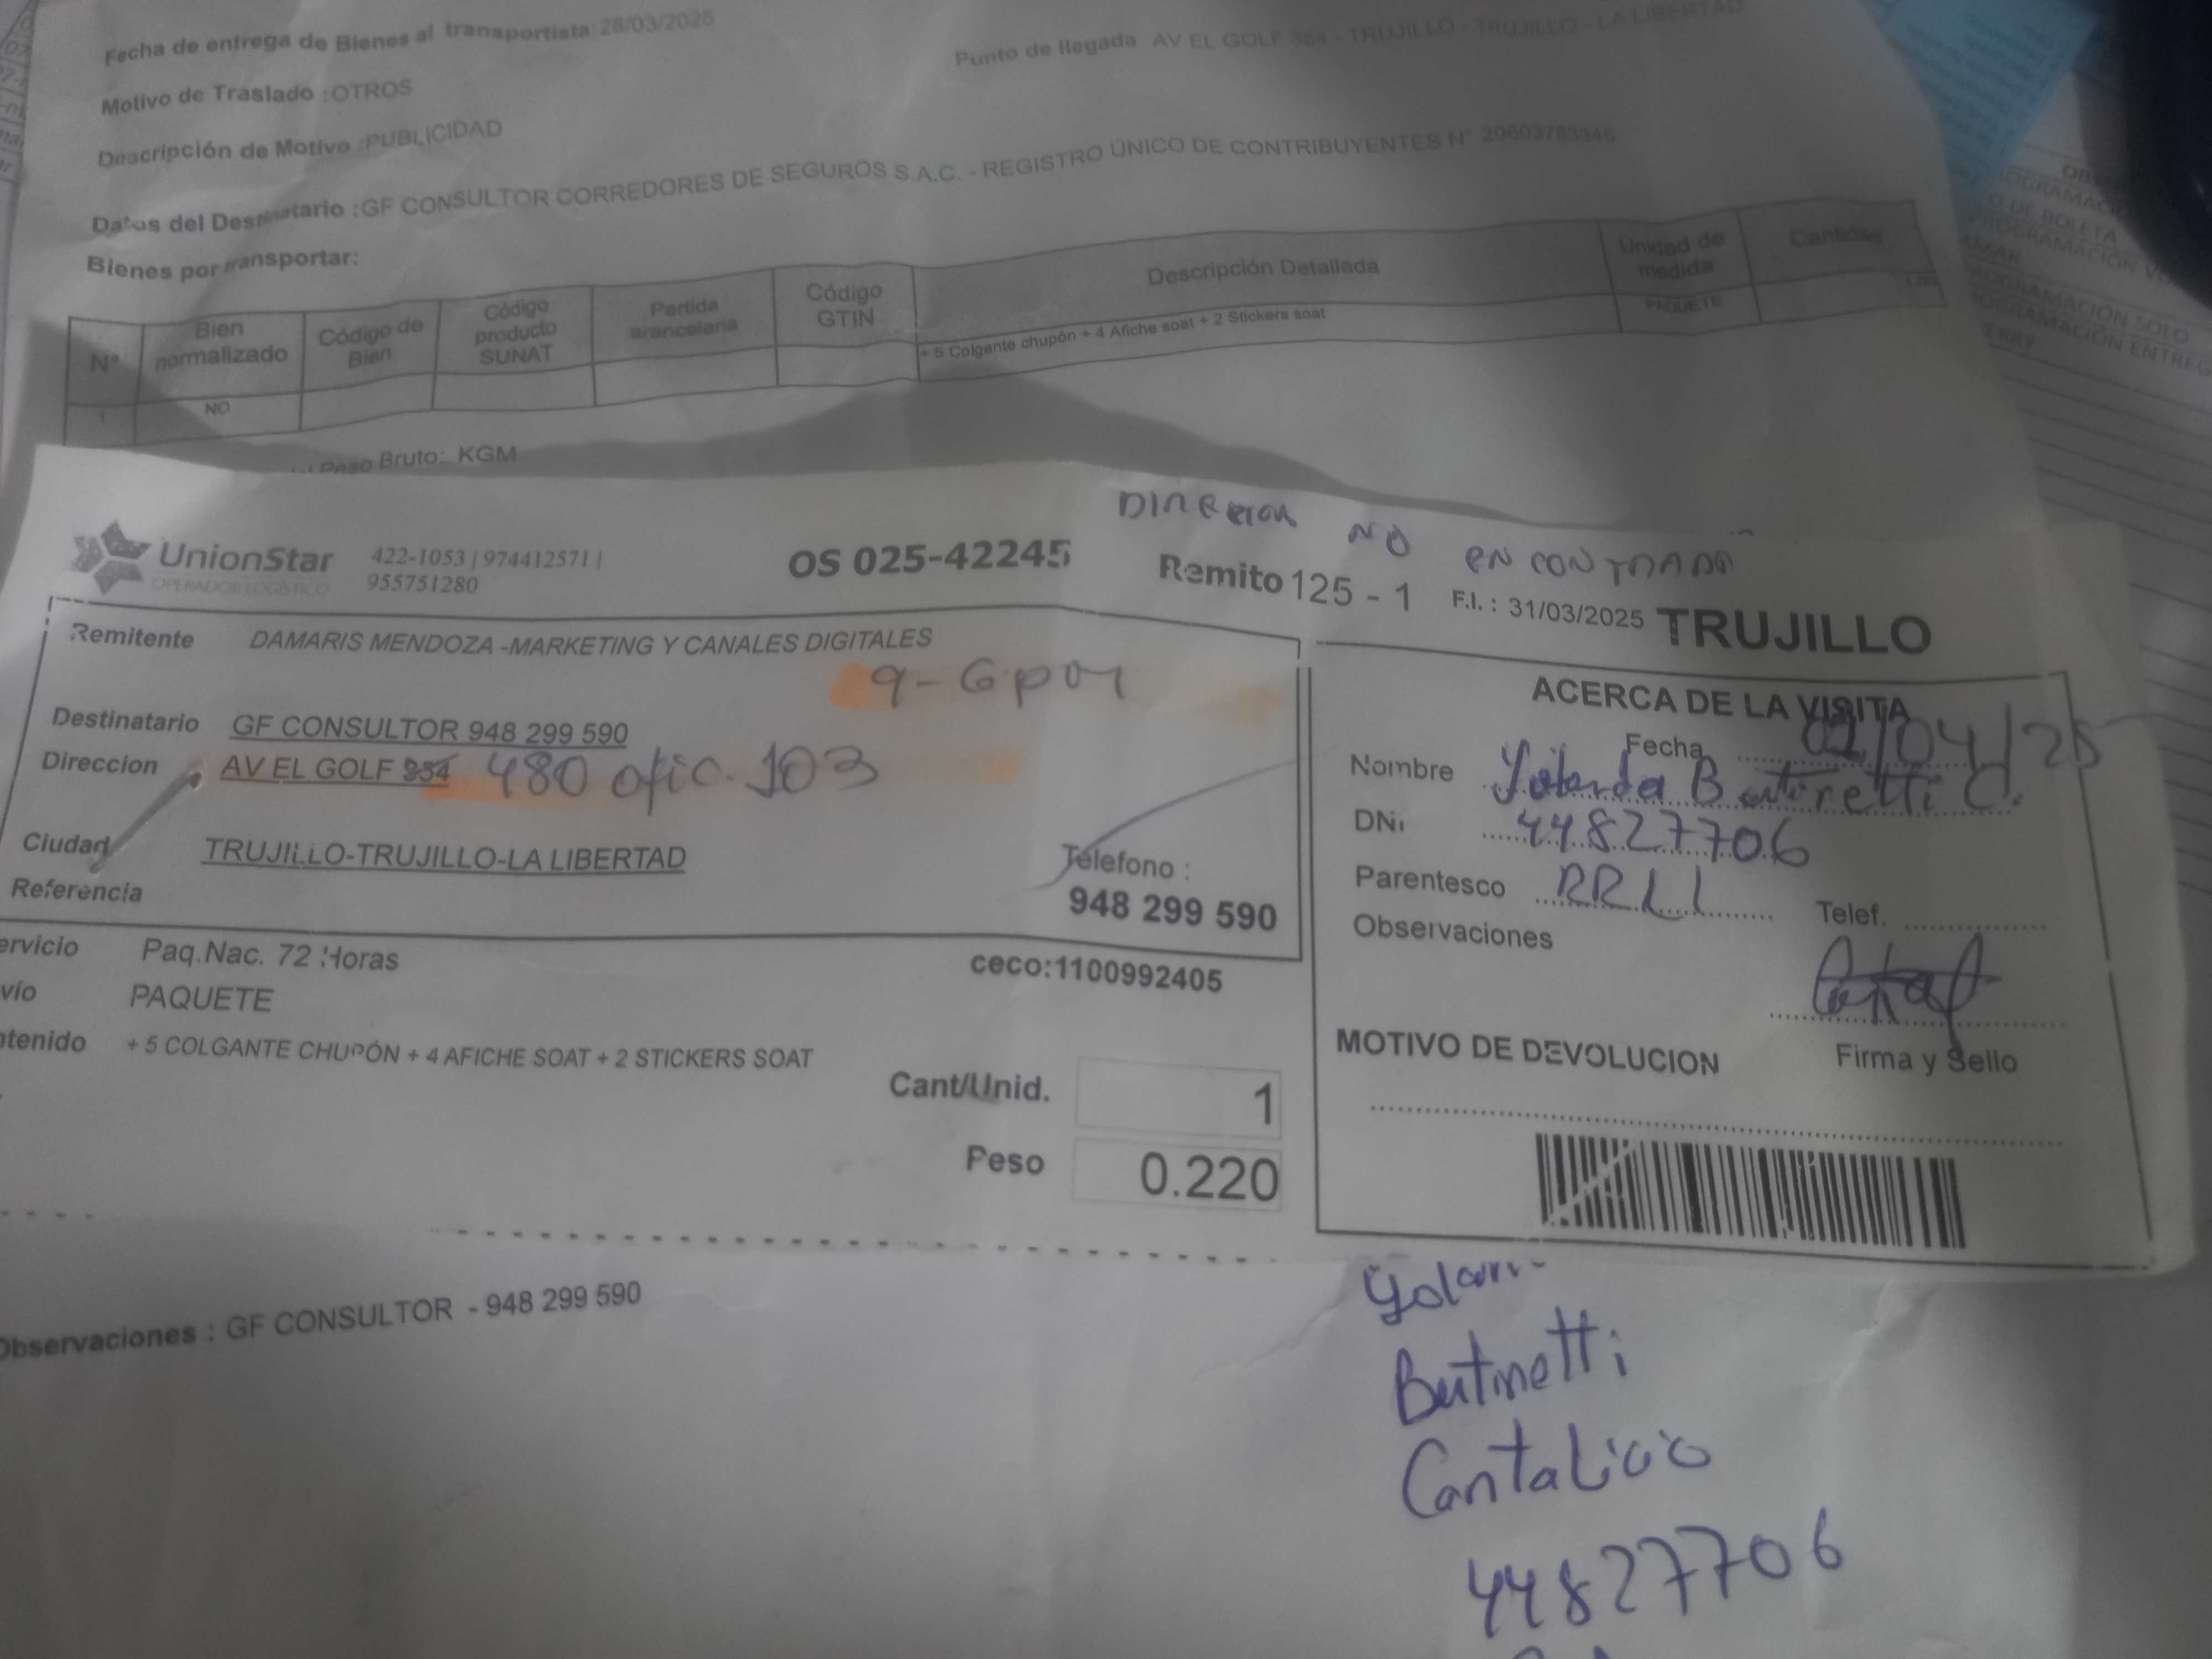 Fecha de entrega de Bienes al transportista:28/03/2025
Punto de llegada AV EL GOLF 354 - TRUJILLO - TRUJILLO - LA LIBERTAD
Motivo de Traslado :OTROS
Descripción de Motivo :PUBLICIDAD
Datos del Destinatario :GF CONSULTOR CORREDORES DE SEGUROS S.A.C. - REGISTRO ÚNICO DE CONTRIBUYENTES N° 20603783345
Bienes por transportar:
N° Bien normalizado Código de Bien Código producto SUNAT Partida arancelaria Código GTIN Descripción Detallada Unidad de medida Cantidad
1 NO + 5 Colgante chupón + 4 Afiche soat + 2 Stickers soat PAQUETE
Peso Bruto: KGM
DIRECCION NO ENCONTRADO
UnionStar
OPERADOR LOGÍSTICO
422-1053 | 974412571 |
955751280
OS 025-42245
Remito 125 - 1
F.I. : 31/03/2025
TRUJILLO
Remitente DAMARIS MENDOZA -MARKETING Y CANALES DIGITALES
9-6pm
Destinatario GF CONSULTOR 948 299 590
Direccion AV EL GOLF 354 480 ofic. 103
Ciudad TRUJILLO-TRUJILLO-LA LIBERTAD
Referencia
Telefono :
948 299 590
ervicio Paq.Nac. 72 Horas
ceco:1100992405
vío PAQUETE
ntenido + 5 COLGANTE CHUPÓN + 4 AFICHE SOAT + 2 STICKERS SOAT
Cant/Unid. 1
Peso 0.220
ACERCA DE LA VISITA
Fecha 02/04/25
Nombre Yolanda Butrnetti C.
DNI 44827706
Parentesco RRLL
Telef.
Observaciones
Firma y Sello
MOTIVO DE DEVOLUCION
Observaciones : GF CONSULTOR - 948 299 590
Butrnetti
Cantalicio
44827706